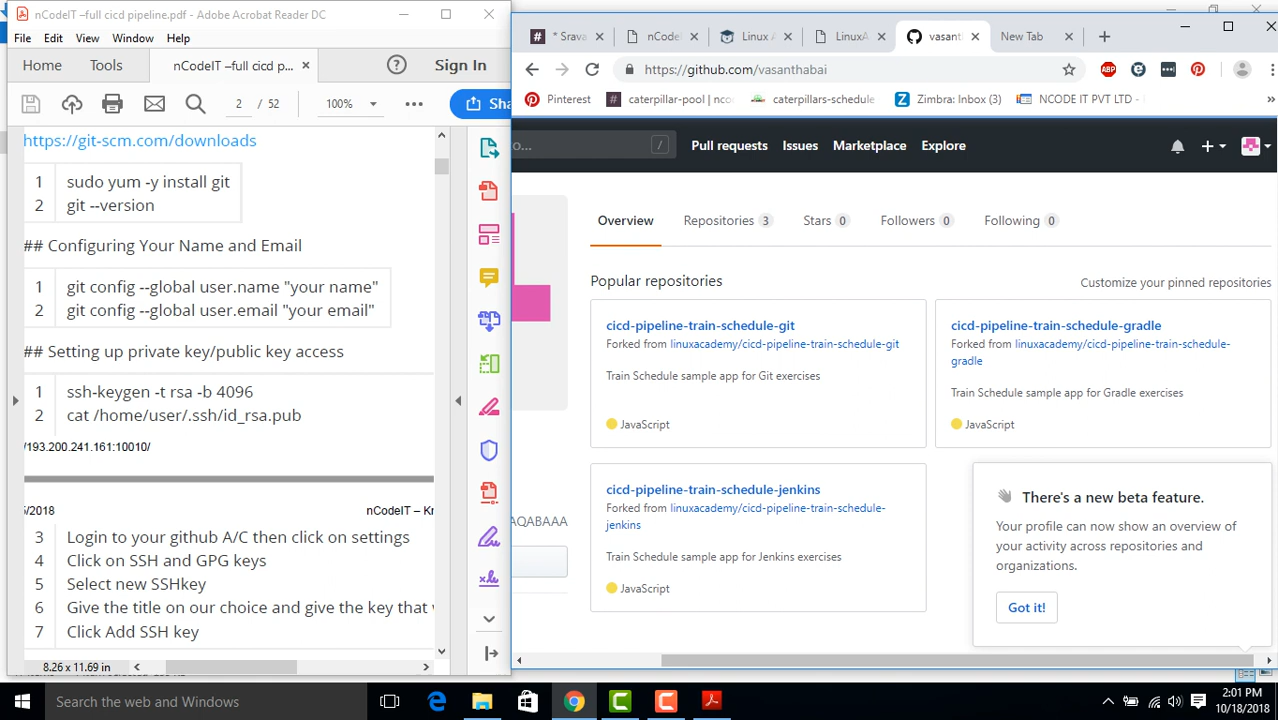 nCodeIT –full cicd pipeline.pdf - Adobe Acrobat Reader DC
File Edit View Window Help
Home Tools nCodeIT –full cicd p... × Sign In
2 / 52 100% Sha
https://git-scm.com/downloads
1 sudo yum -y install git
2 git --version
## Configuring Your Name and Email
1 git config --global user.name "your name"
2 git config --global user.email "your email"
## Setting up private key/public key access
1 ssh-keygen -t rsa -b 4096
2 cat /home/user/.ssh/id_rsa.pub
/193.200.241.161:10010/
/2018 nCodeIT – Kr
3 Login to your github A/C then click on settings
4 Click on SSH and GPG keys
5 Select new SSHkey
6 Give the title on our choice and give the key that
7 Click Add SSH key
8.26 x 11.69 in
* Srava nCodeI Linux A LinuxA vasanti New Tab
https://github.com/vasanthabai
Pinterest caterpillar-pool | nco caterpillars-schedule Zimbra: Inbox (3) NCODE IT PVT LTD - »
o... / Pull requests Issues Marketplace Explore
Overview Repositories 3 Stars 0 Followers 0 Following 0
Popular repositories Customize your pinned repositories
cicd-pipeline-train-schedule-git
Forked from linuxacademy/cicd-pipeline-train-schedule-git
Train Schedule sample app for Git exercises
JavaScript
cicd-pipeline-train-schedule-gradle
Forked from linuxacademy/cicd-pipeline-train-schedule-
gradle
Train Schedule sample app for Gradle exercises
JavaScript
cicd-pipeline-train-schedule-jenkins
Forked from linuxacademy/cicd-pipeline-train-schedule-
jenkins
Train Schedule sample app for Jenkins exercises
JavaScript
AQABAAA
There's a new beta feature.
Your profile can now show an overview of
your activity across repositories and
organizations.
Got it!
Search the web and Windows
2:01 PM
10/18/2018